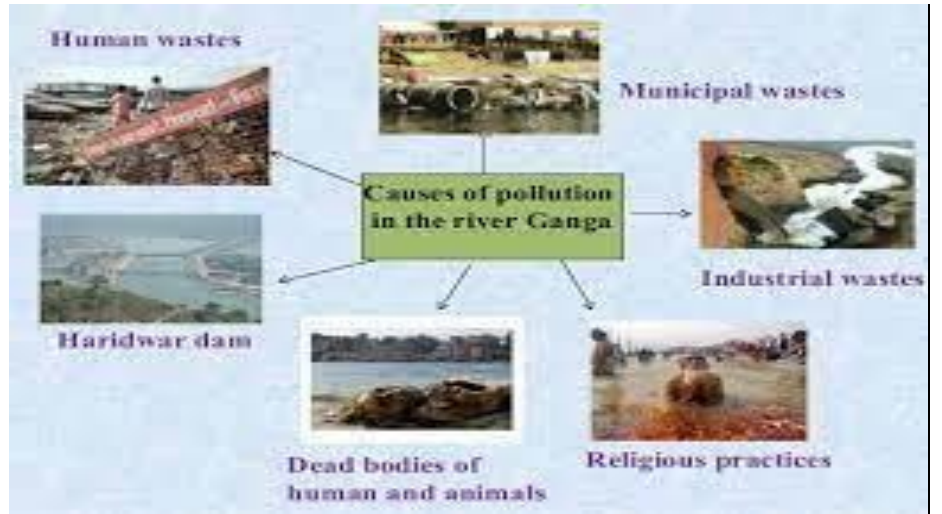 Human wastes
Municipal wastes
Causes of pollution
in the river Ganga
Industrial wastes
Haridwar dam
Dead bodies of
human and animals
Religious practices